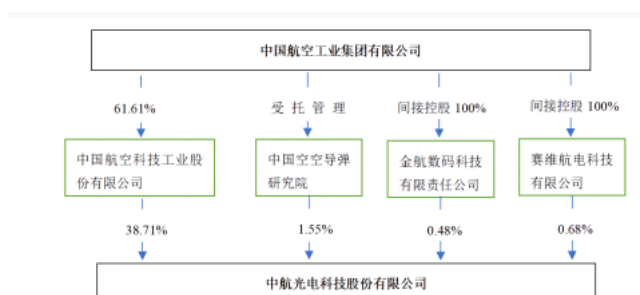 中国航空工业集团有限公司
61.61% 受托管理 间接控股 100% 间接控股 100%
中国航空科技工业股份有限公司
中国空空导弹研究院
金航数码科技有限责任公司
赛维航电科技有限公司
38.71% 1.55% 0.48% 0.68%
中航光电科技股份有限公司